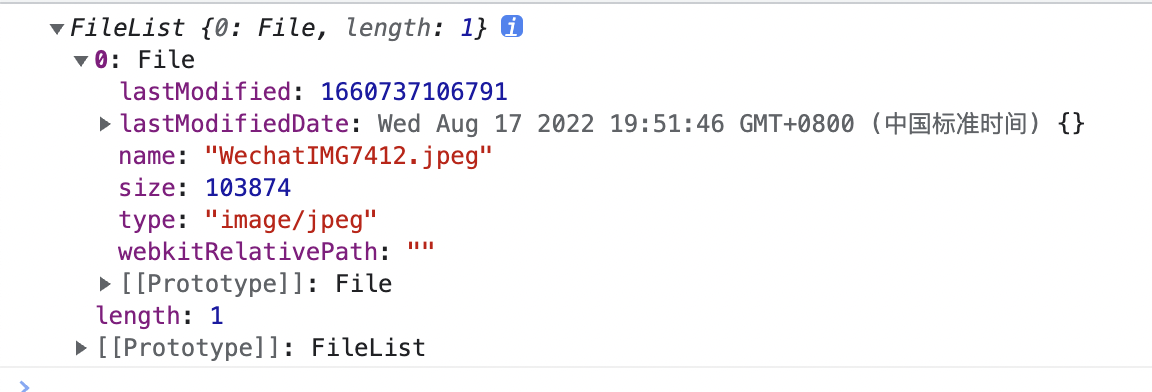 FileList {0: File, length: 1} i
0: File
lastModified: 1660737106791
lastModifiedDate: Wed Aug 17 2022 19:51:46 GMT+0800 (中国标准时间) {}
name: "WechatIMG7412.jpeg"
size: 103874
type: "image/jpeg"
webkitRelativePath: ""
[[Prototype]]: File
length: 1
[[Prototype]]: FileList